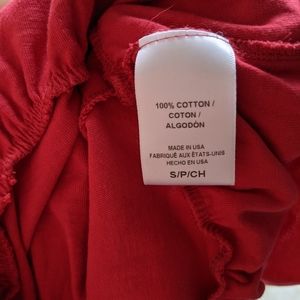 100% COTTON /
COTON /
ALGODÓN
MADE IN USA
FABRIQUÉ AUX ÉTATS-UNIS
HECHO EN USA
S/P/CH